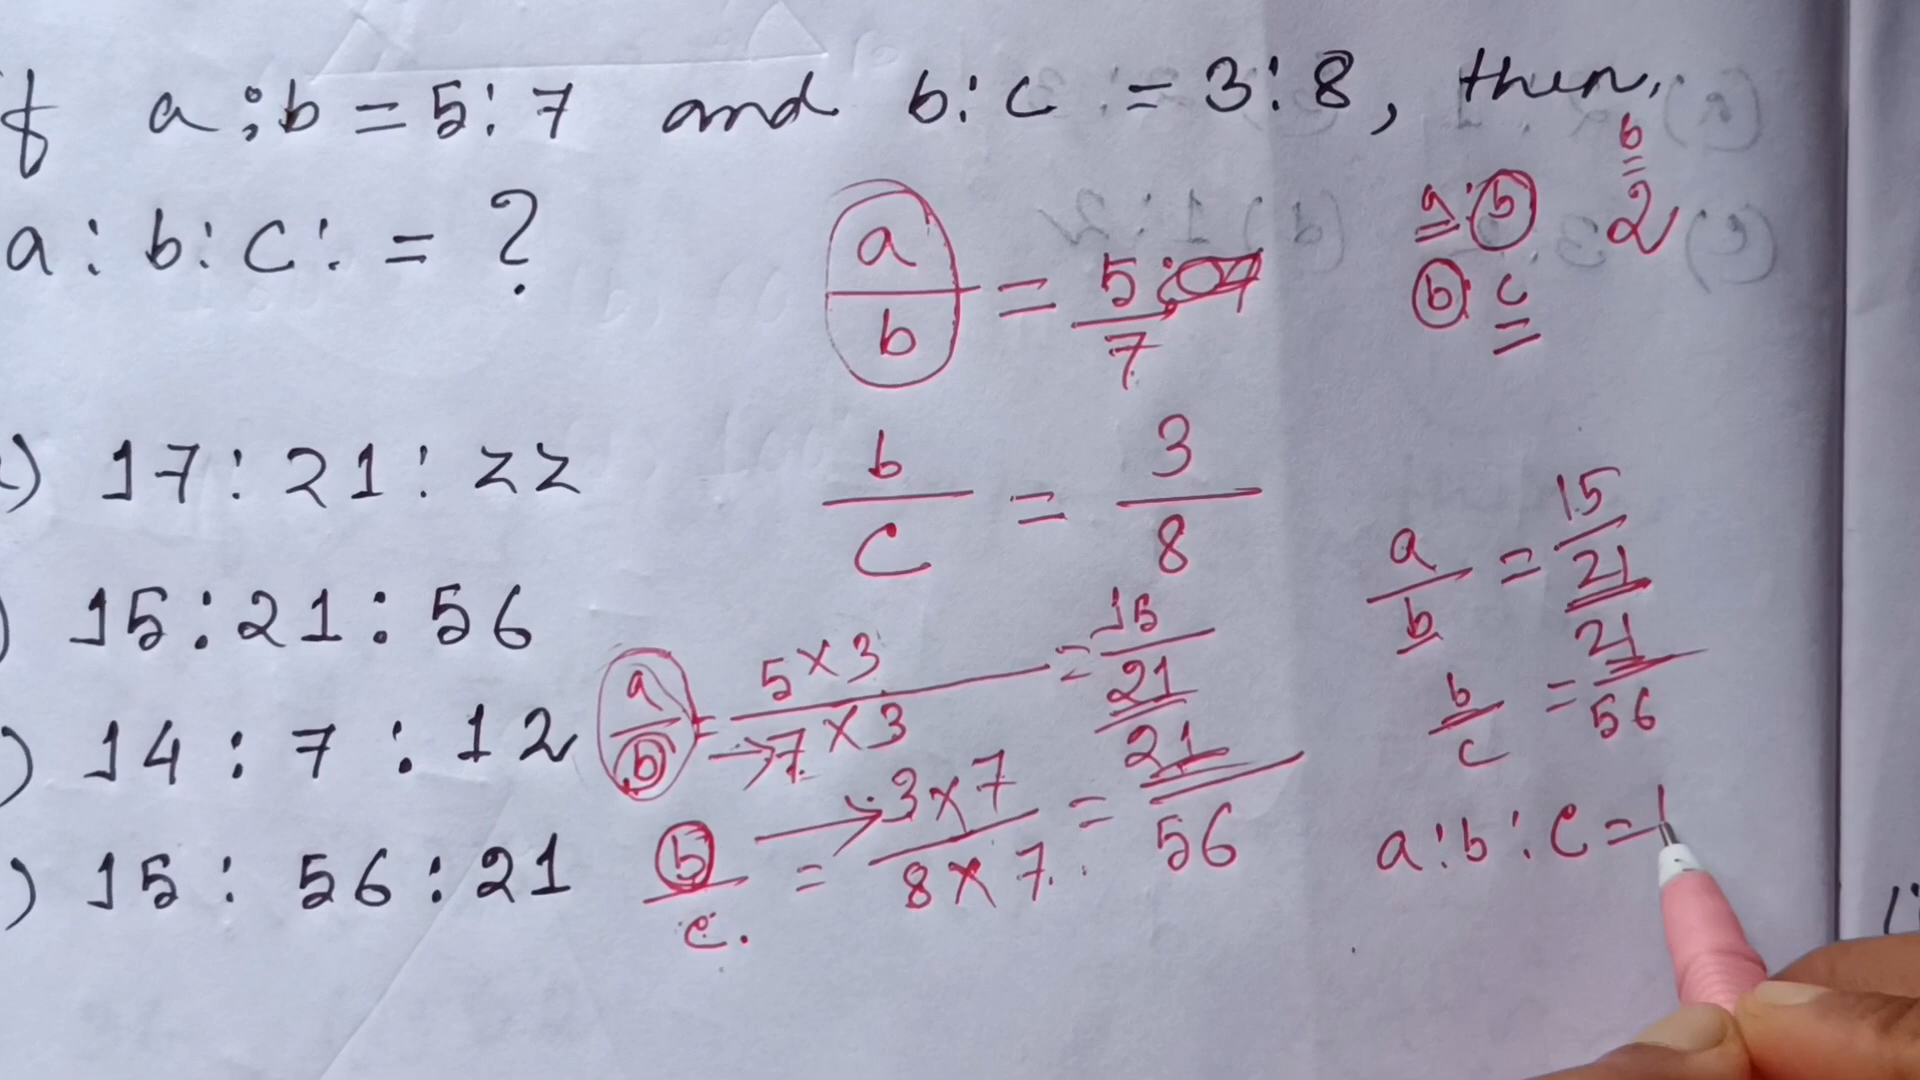 f a:b = 5:7 and b:c = 3:8, then,
a:b:c: = ?
) 17:21:22
) 15:21:56
) 14:7:12
) 15:56:21
a/b = 5/7
b/c = 3/8
a/b = 5×3/7×3 = 15/21
b/c = 3×7/8×7 = 21/56
a:b
b:c
b
2
a/b = 15/21
b/c = 21/56
a:b:c = 1